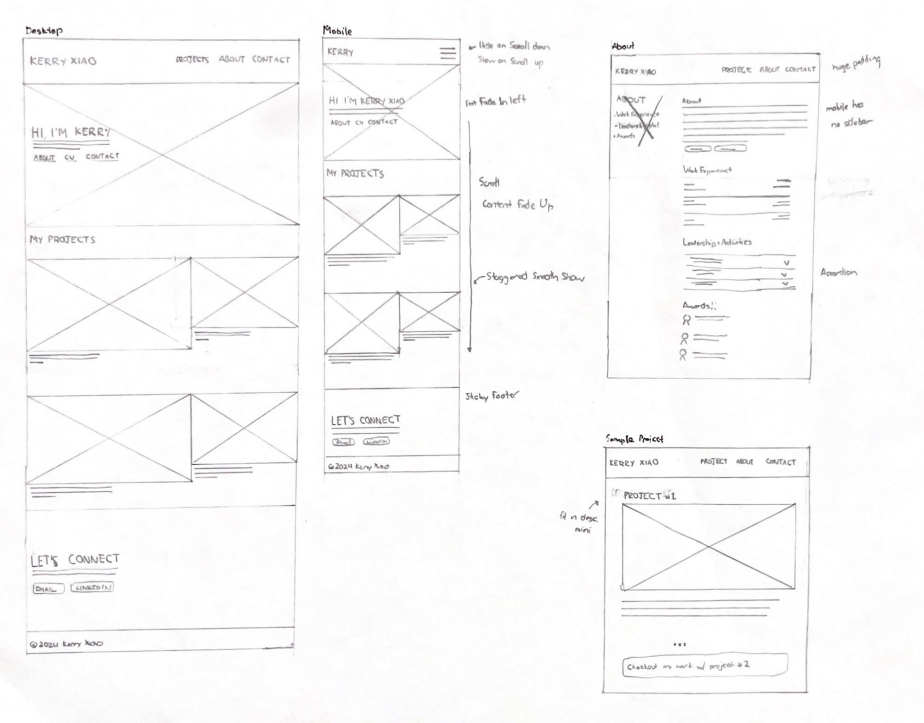 Desktop
KERRY XIAO
PROJECTS ABOUT CONTACT
HI, I'M KERRY
ABOUT CV CONTACT
MY PROJECTS
LET'S CONNECT
EMAIL LINKEDIN
©2024 Kerry Xiao
Mobile
KERRY
Hide on Scroll down
Show on Scroll up
HI I'M KERRY XIAO
Fade In left
ABOUT CV CONTACT
MY PROJECTS
Scroll
Content Fade Up
Staggered Smooth Show
Sticky Footer
LET'S CONNECT
Email LinkedIn
©2024 Kerry Xiao
About
KERRY XIAO
PROJECT ABOUT CONTACT
huge padding
ABOUT
Work Experience
Awards
About
mobile has
no sidebar
Work Experience
Leadership + Activities
Accordion
Awards
Sample Project
KERRY XIAO
PROJECT ABOUT CONTACT
PROJECT #1
fit in desc
mini
...
Checkout my work w/ project #2